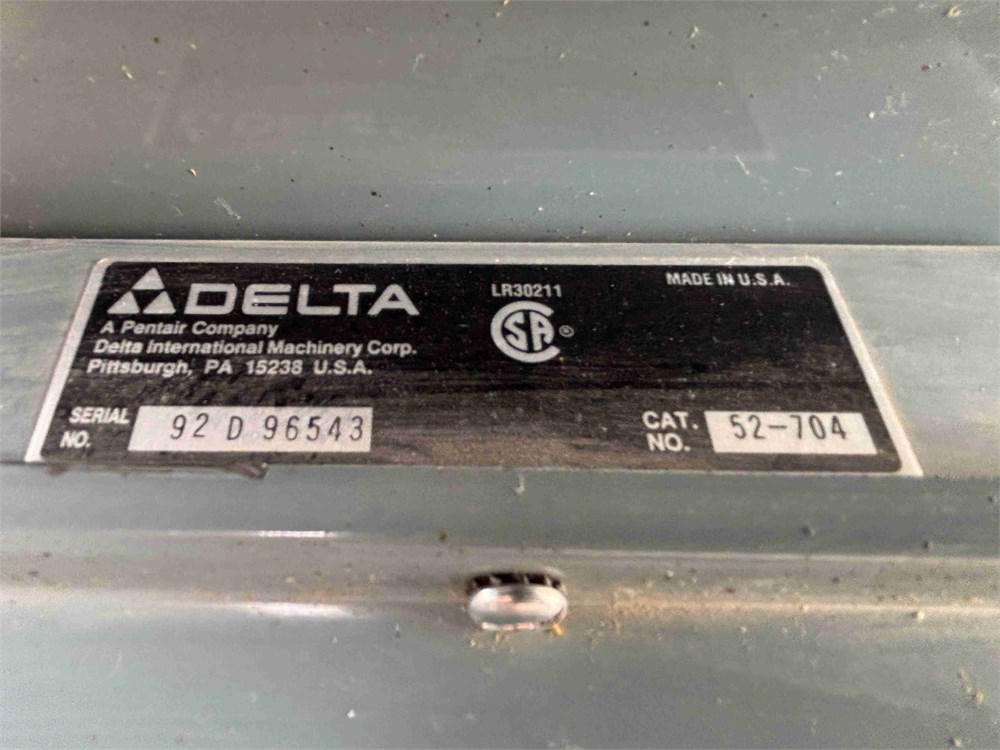 DELTA
A Pentair Company
Delta International Machinery Corp.
Pittsburgh, PA 15238 U.S.A.
LR30211
SA ®
MADE IN U.S.A.
SERIAL NO. 92 D 96543
CAT. NO. 52-704